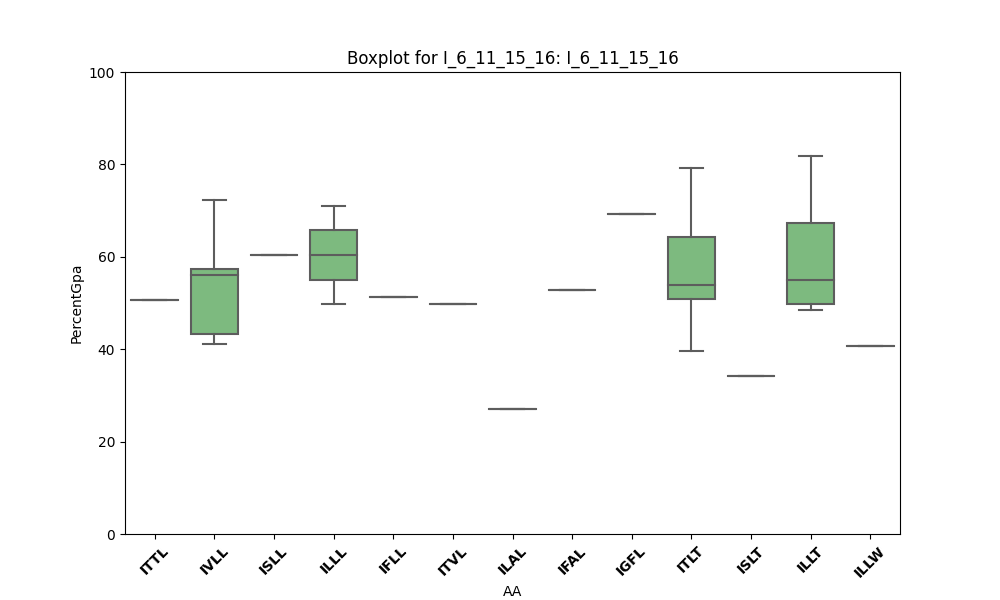 Boxplot for I_6_11_15_16: I_6_11_15_16
100
80
60
40
20
0
PercentGpa
ITTL IVLL ISLL ILLL IFLL ITVL ILAL IFAL IGFL ITLT ISLT ILLT ILLW
AA